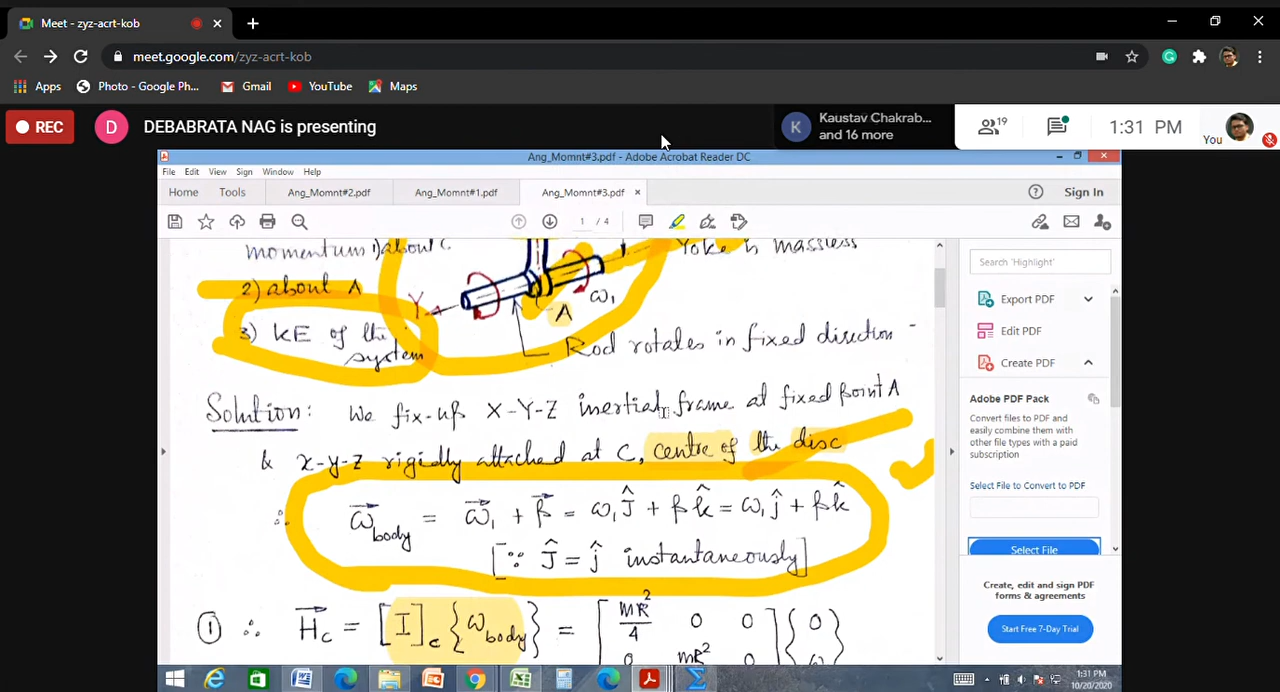 Meet - zyz-acrt-kob
meet.google.com/zyz-acrt-kob
Apps Photo - Google Ph... Gmail YouTube Maps
REC D DEBABRATA NAG is presenting
K Kaustav Chakrab...
and 16 more
19
1:31 PM
You
Ang_Momnt#3.pdf - Adobe Acrobat Reader DC
File Edit View Sign Window Help
Home Tools Ang_Momnt#2.pdf Ang_Momnt#1.pdf Ang_Momnt#3.pdf Sign In
1 / 4
momentum 1) about C.
Yoke is massless
2) about A
Y A ω₁
3) KE of the
system
Rod rotates in fixed direction
Solution: We fix-up X-Y-Z inertial frame at fixed point A
& x-y-z rigidly attached at C, centre of the disc
∴ ω⃗body = ω⃗₁ + β⃗ = ω₁Ĵ + βk̂ = ω₁ĵ + βk̂
[∵ Ĵ = ĵ instantaneously]
① ∴ H⃗c = [I]c {ωbody} = [MR²/4 0 0] {0}
0 MR² 0 ω
Search 'Highlight'
Export PDF
Edit PDF
Create PDF
Adobe PDF Pack
Convert files to PDF and
easily combine them with
other file types with a paid
subscription
Select File to Convert to PDF
Select File
Create, edit and sign PDF
forms & agreements
Start Free 7-Day Trial
1:31 PM
10/20/2020